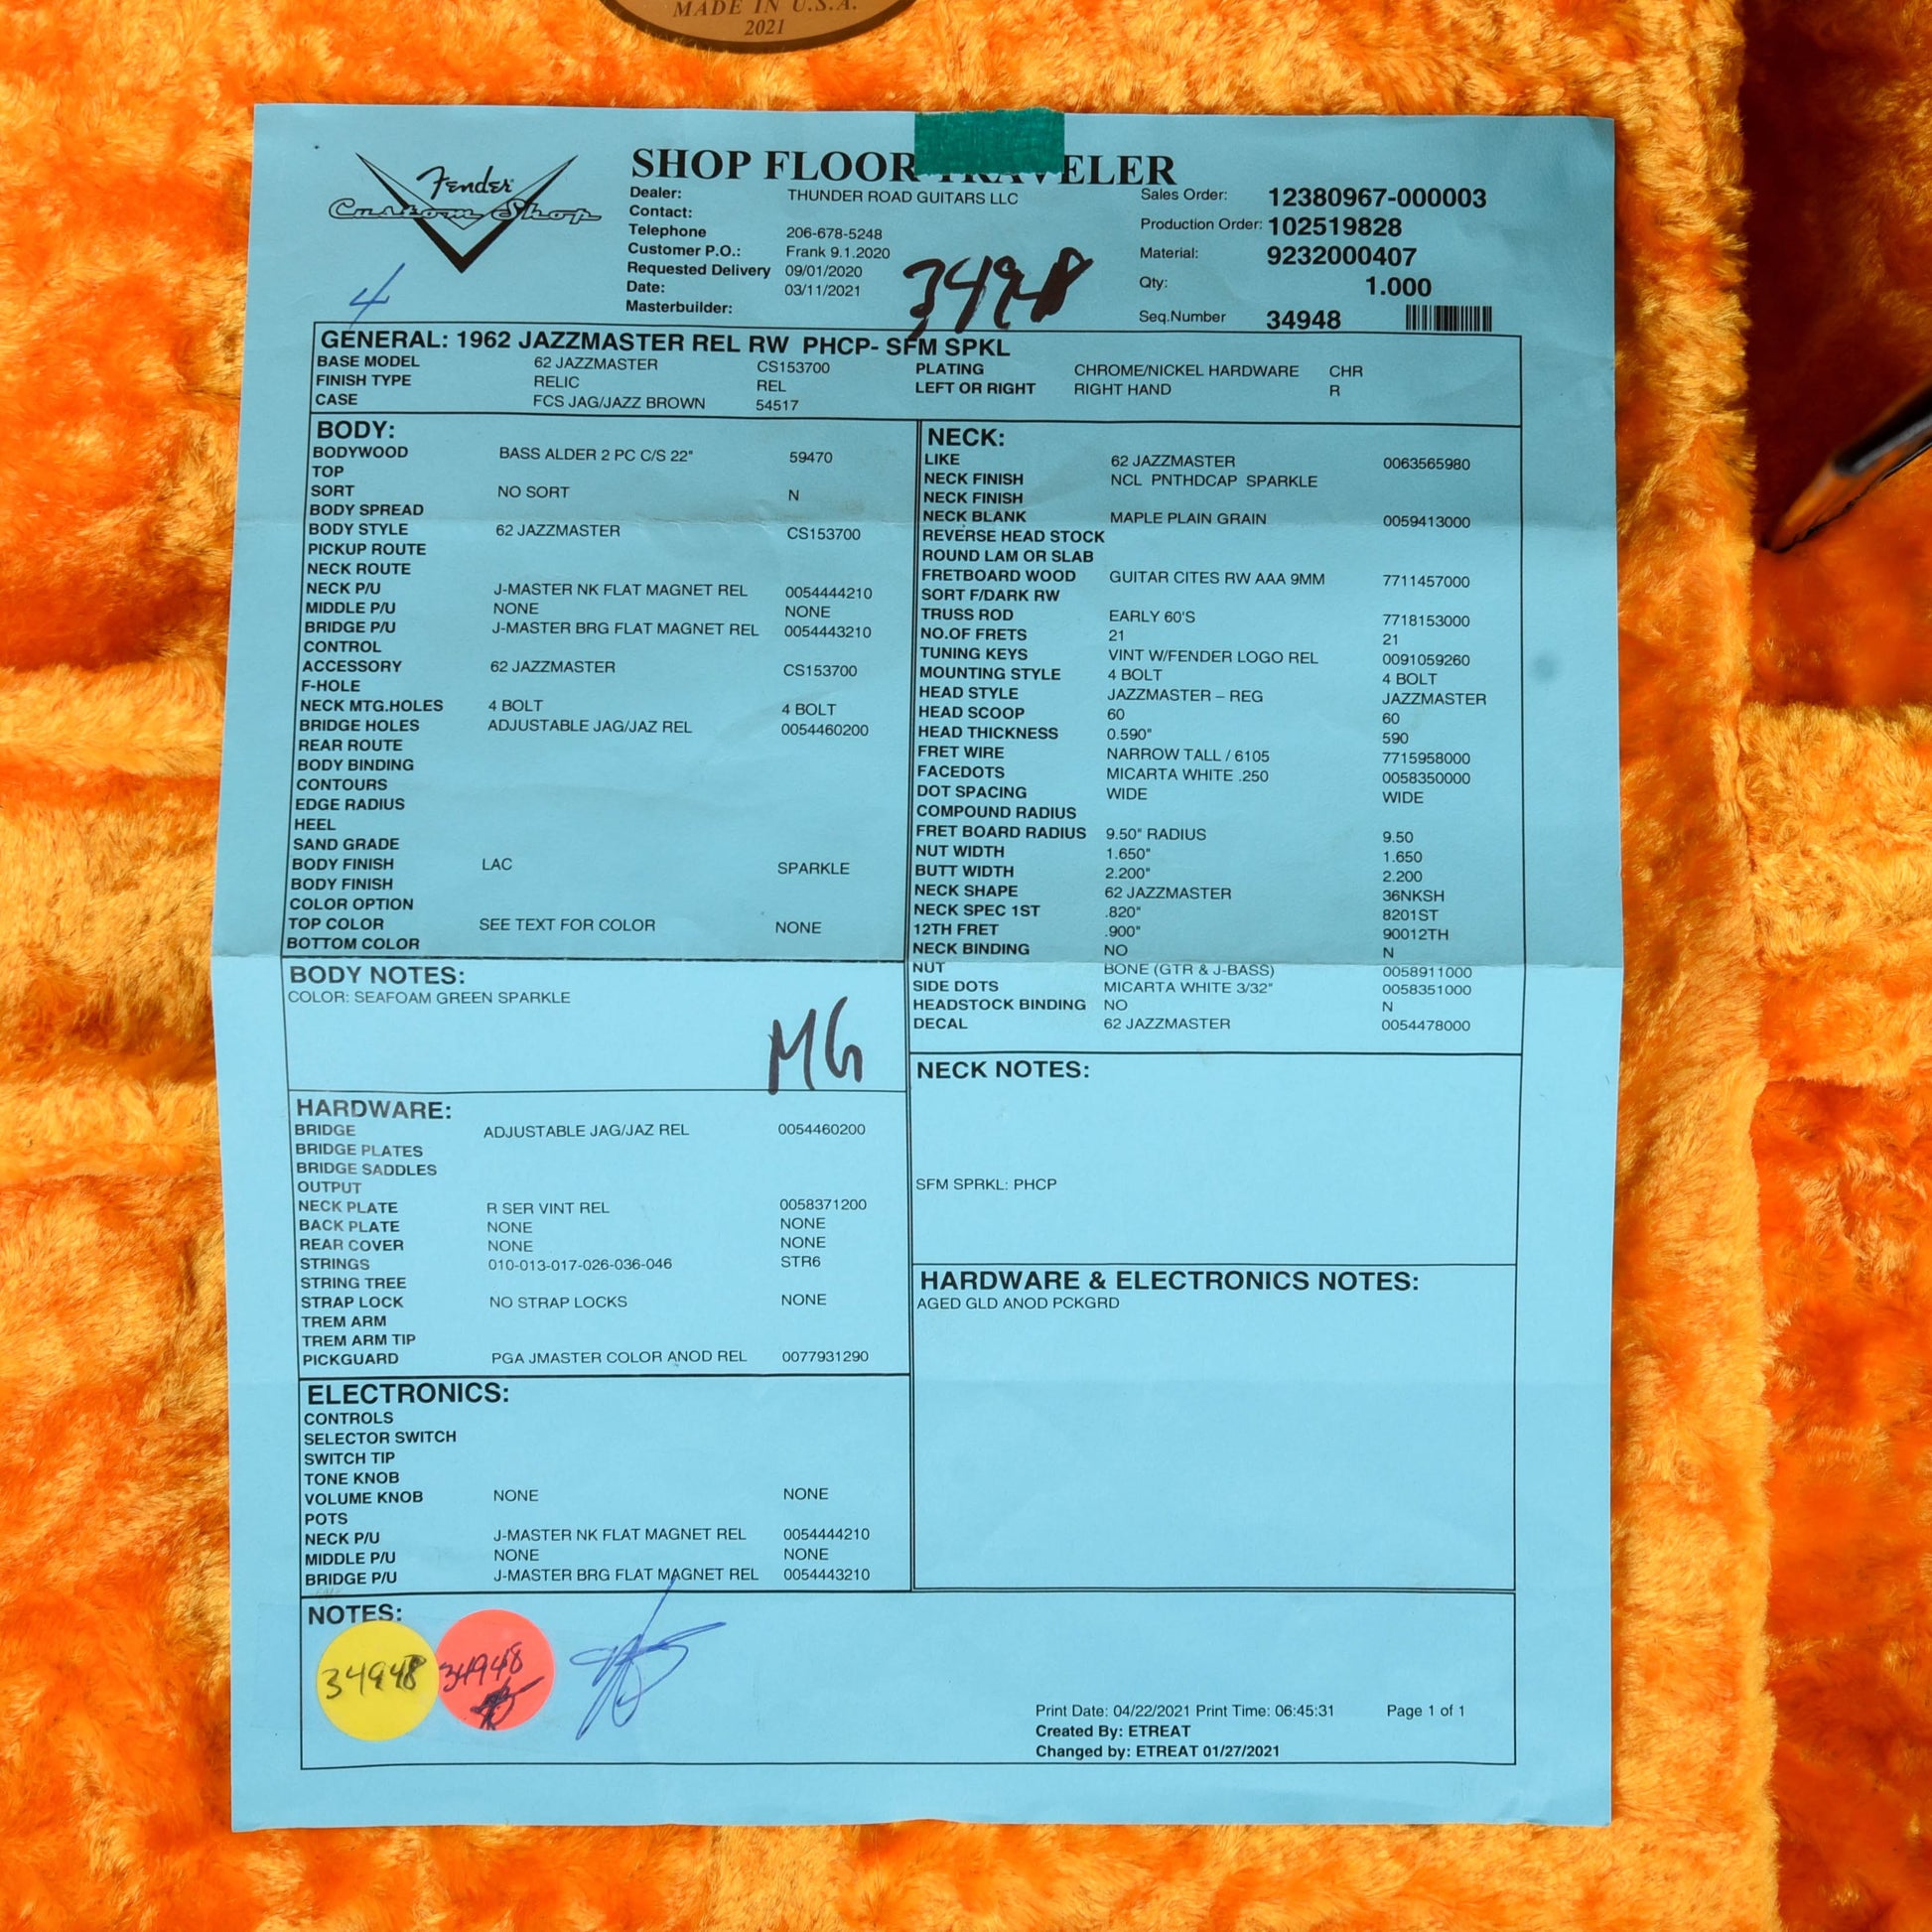 MADE IN U.S.A.
2021
Fender
Custom Shop
SHOP FLOOR TRAVELER
Dealer: THUNDER ROAD GUITARS LLC
Contact:
Telephone 206-678-5248
Customer P.O.: Frank 9.1.2020
Requested Delivery 09/01/2020
Date: 03/11/2021
Masterbuilder:
Sales Order: 12380967-000003
Production Order: 102519828
Material: 9232000407
Qty: 1.000
Seq.Number 34948
4
34948
GENERAL: 1962 JAZZMASTER REL RW PHCP- SFM SPKL
BASE MODEL 62 JAZZMASTER CS153700
FINISH TYPE RELIC REL
CASE FCS JAG/JAZZ BROWN 54517
PLATING CHROME/NICKEL HARDWARE CHR
LEFT OR RIGHT RIGHT HAND R
BODY:
BODYWOOD BASS ALDER 2 PC C/S 22" 59470
TOP
SORT NO SORT N
BODY SPREAD
BODY STYLE 62 JAZZMASTER CS153700
PICKUP ROUTE
NECK ROUTE
NECK P/U J-MASTER NK FLAT MAGNET REL 0054444210
MIDDLE P/U NONE NONE
BRIDGE P/U J-MASTER BRG FLAT MAGNET REL 0054443210
CONTROL
ACCESSORY 62 JAZZMASTER CS153700
F-HOLE
NECK MTG.HOLES 4 BOLT 4 BOLT
BRIDGE HOLES ADJUSTABLE JAG/JAZ REL 0054460200
REAR ROUTE
BODY BINDING
CONTOURS
EDGE RADIUS
HEEL
SAND GRADE
BODY FINISH LAC SPARKLE
BODY FINISH
COLOR OPTION
TOP COLOR SEE TEXT FOR COLOR NONE
BOTTOM COLOR
BODY NOTES:
COLOR: SEAFOAM GREEN SPARKLE
MG
HARDWARE:
BRIDGE ADJUSTABLE JAG/JAZ REL 0054460200
BRIDGE PLATES
BRIDGE SADDLES
OUTPUT
NECK PLATE R SER VINT REL 0058371200
BACK PLATE NONE NONE
REAR COVER NONE NONE
STRINGS 010-013-017-026-036-046 STR6
STRING TREE
STRAP LOCK NO STRAP LOCKS NONE
TREM ARM
TREM ARM TIP
PICKGUARD PGA JMASTER COLOR ANOD REL 0077931290
ELECTRONICS:
CONTROLS
SELECTOR SWITCH
SWITCH TIP
TONE KNOB
VOLUME KNOB NONE NONE
POTS
NECK P/U J-MASTER NK FLAT MAGNET REL 0054444210
MIDDLE P/U NONE NONE
BRIDGE P/U J-MASTER BRG FLAT MAGNET REL 0054443210
NECK:
LIKE 62 JAZZMASTER 0063565980
NECK FINISH NCL PNTHDCAP SPARKLE
NECK FINISH
NECK BLANK MAPLE PLAIN GRAIN 0059413000
REVERSE HEAD STOCK
ROUND LAM OR SLAB
FRETBOARD WOOD GUITAR CITES RW AAA 9MM 7711457000
SORT F/DARK RW
TRUSS ROD EARLY 60'S 7718153000
NO.OF FRETS 21 21
TUNING KEYS VINT W/FENDER LOGO REL 0091059260
MOUNTING STYLE 4 BOLT 4 BOLT
HEAD STYLE JAZZMASTER – REG JAZZMASTER
HEAD SCOOP 60 60
HEAD THICKNESS 0.590" 590
FRET WIRE NARROW TALL / 6105 7715958000
FACEDOTS MICARTA WHITE .250 0058350000
DOT SPACING WIDE WIDE
COMPOUND RADIUS
FRET BOARD RADIUS 9.50" RADIUS 9.50
NUT WIDTH 1.650" 1.650
BUTT WIDTH 2.200" 2.200
NECK SHAPE 62 JAZZMASTER 36NKSH
NECK SPEC 1ST .820" 8201ST
12TH FRET .900" 90012TH
NECK BINDING NO N
NUT BONE (GTR & J-BASS) 0058911000
SIDE DOTS MICARTA WHITE 3/32" 0058351000
HEADSTOCK BINDING NO N
DECAL 62 JAZZMASTER 0054478000
NECK NOTES:
SFM SPRKL: PHCP
HARDWARE & ELECTRONICS NOTES:
AGED GLD ANOD PCKGRD
NOTES:
34948
34948
Print Date: 04/22/2021 Print Time: 06:45:31 Page 1 of 1
Created By: ETREAT
Changed by: ETREAT 01/27/2021